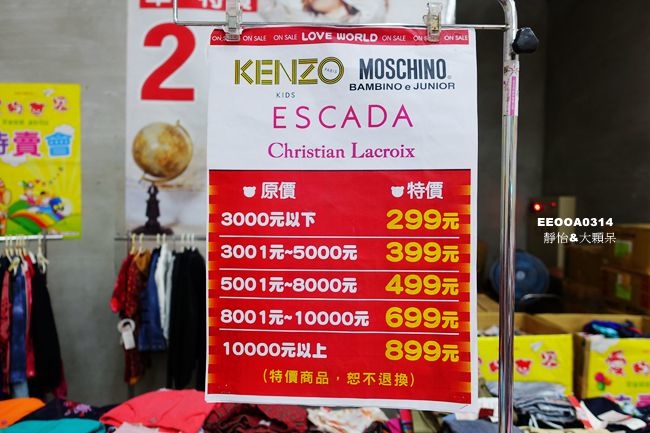 2
特賣會
ON SALE ON SALE LOVE WORLD ON SALE ON SALE
KENZO
PARIS
KIDS
MOSCHINO®
BAMBINO e JUNIOR
ESCADA
Christian Lacroix
原價 特價
3000元以下 299元
3001元~5000元 399元
5001元~8000元 499元
8001元~10000元 699元
10000元以上 899元
(特價商品，恕不退換)
EEOOA0314
靜怡&大顆呆